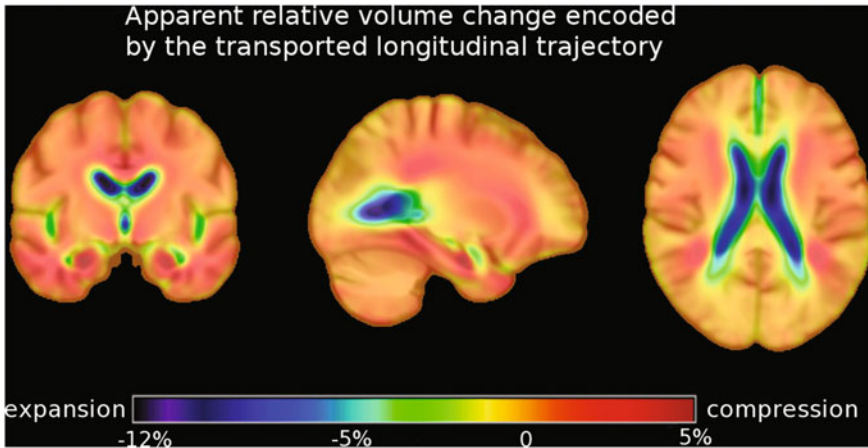 Apparent relative volume change encoded
by the transported longitudinal trajectory
expansion compression
-12% -5% 0 5%